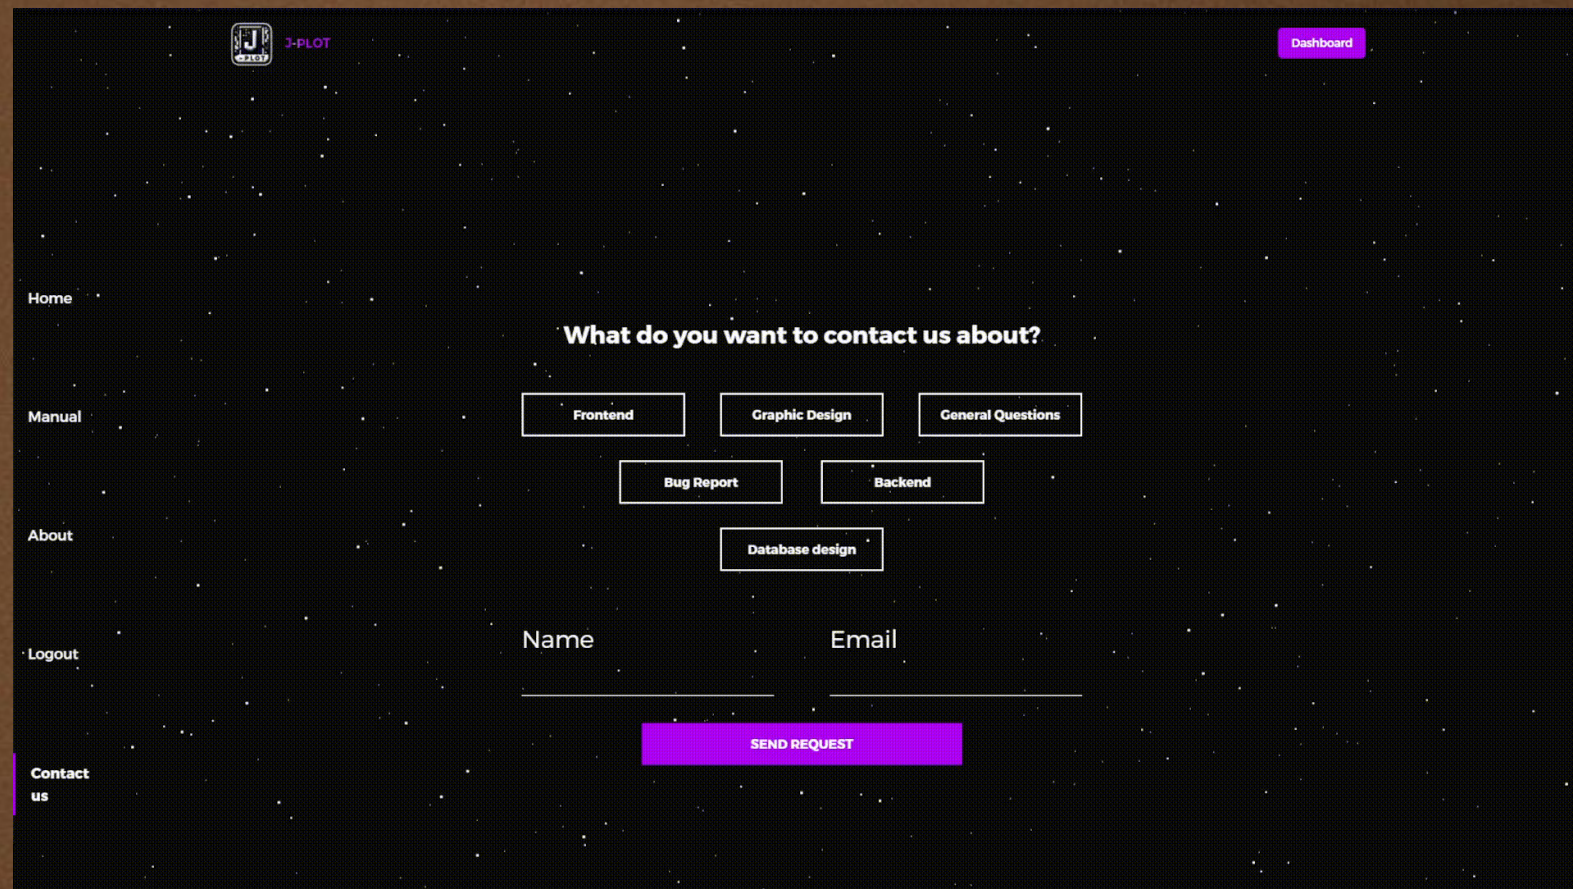 J
J-PLOT
J-PLOT
Dashboard
Home
What do you want to contact us about?
Manual
Frontend
Graphic Design
General Questions
Bug Report
Backend
About
Database design
Name
Email
Logout
SEND REQUEST
Contact
us